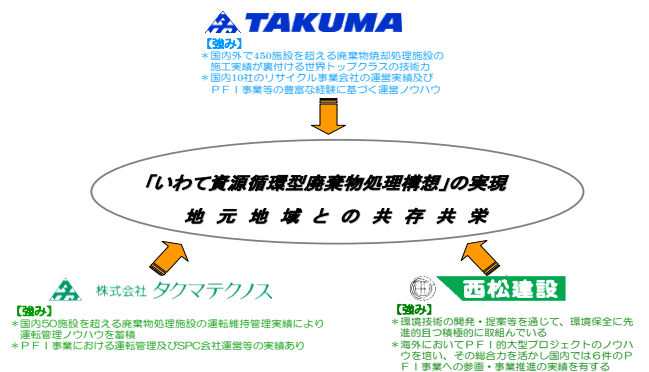 TAKUMA
【強み】
＊国内外で450施設を超える廃棄物焼却処理施設の
施工実績が裏付ける世界トップクラスの技術力
＊国内10社のリサイクル事業会社の運営実績及び
ＰＦＩ事業等の豊富な経験に基づく運営ノウハウ
「いわて資源循環型廃棄物処理構想」の実現
地元地域との共存共栄
株式会社 タクマテクノス
【強み】
＊国内50施設を超える廃棄物処理施設の運転維持管理実績により
運転管理ノウハウを蓄積
＊ＰＦＩ事業における運転管理及びSPC会社運営等の実績あり
西松建設
【強み】
＊環境技術の開発・提案等を通じて、環境保全に先
進的且つ積極的に取組んでいる
＊海外においてＰＦＩ的大型プロジェクトのノウハ
ウを培い、その総合力を活かし国内では６件のＰ
ＦＩ事業への参画・事業推進の実績を有する